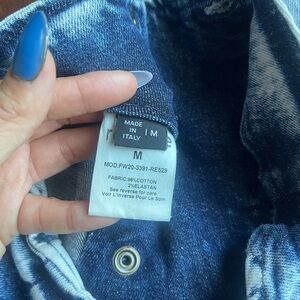 MADE
IN
ITALY
M
M
MOD.FW20-3391-RE529
FABRIC:98%COTTON
2%ELASTAN
See reverse for care
Voir L'inverse Pour Le Soin